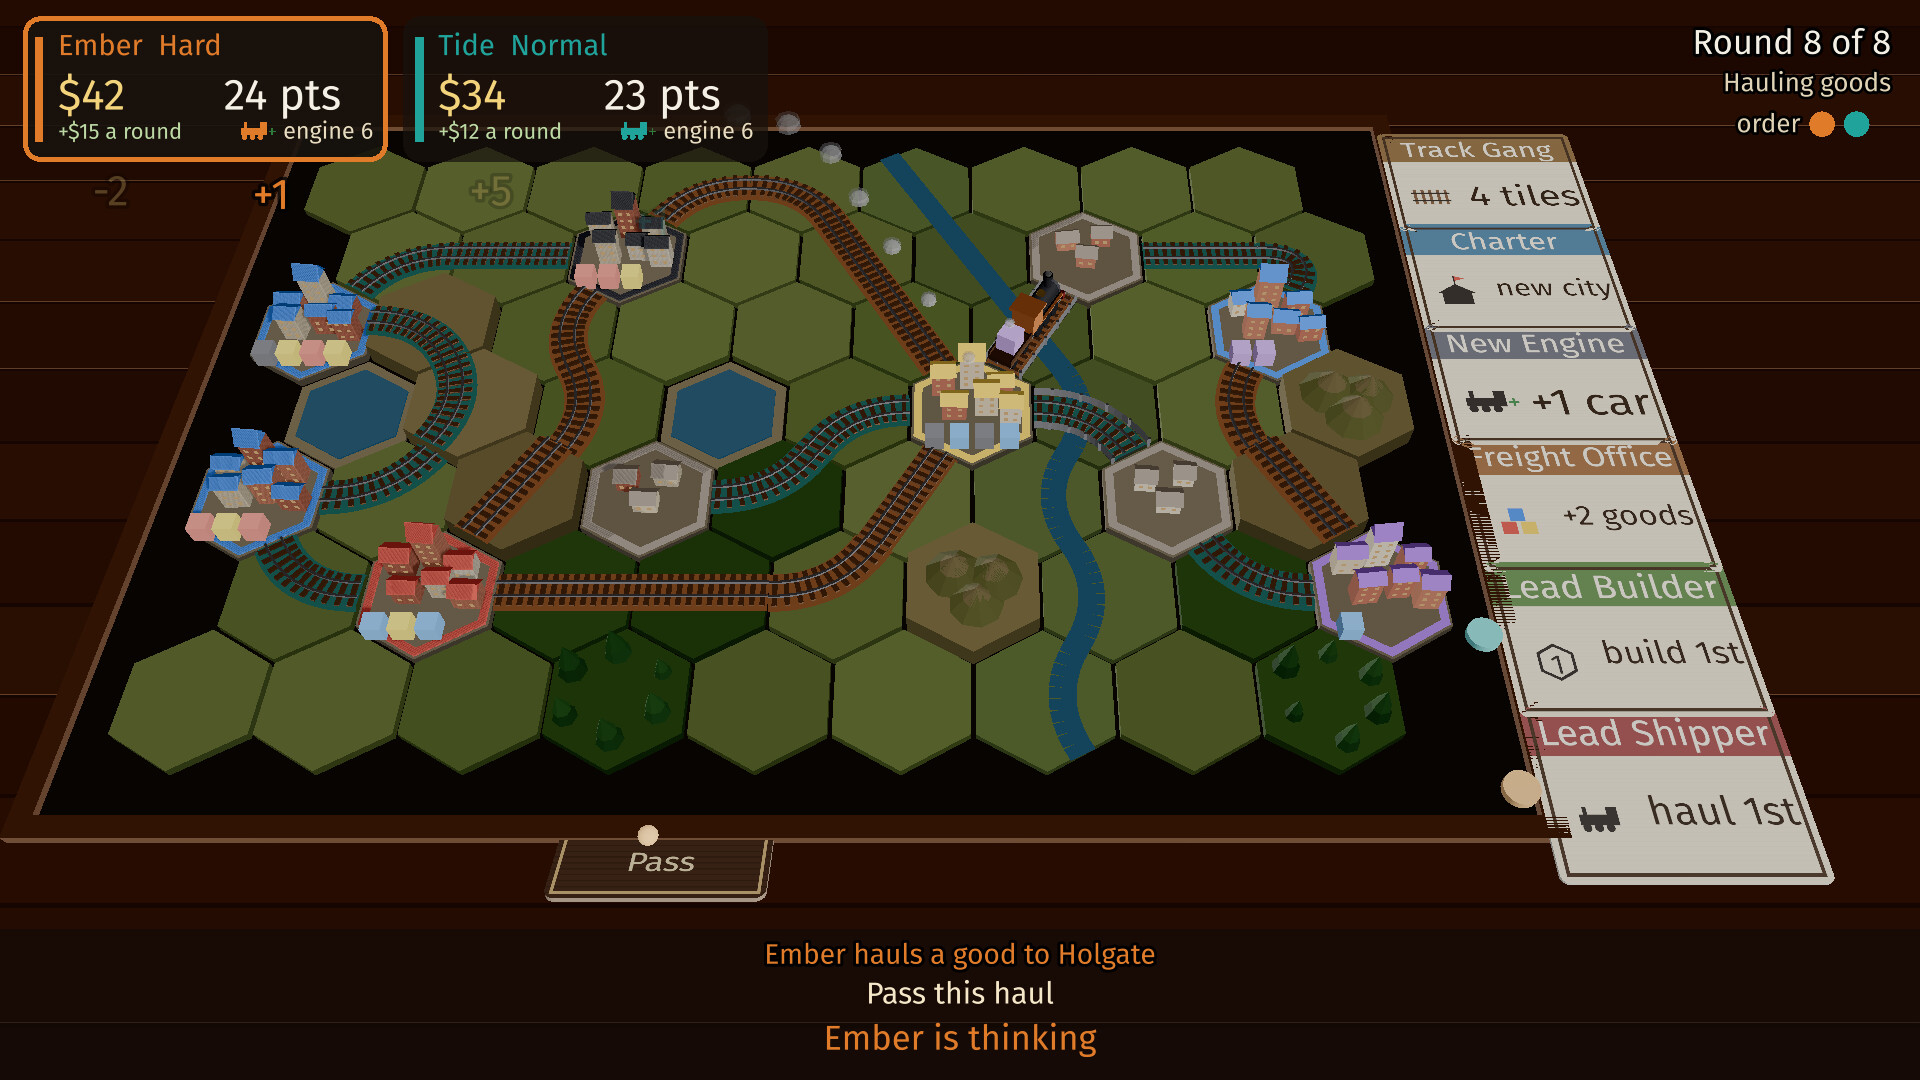 Ember Hard
$42
24 pts
+$15 a round
engine 6
Tide Normal
$34
23 pts
+$12 a round
engine 6
Round 8 of 8
Hauling goods
order
-2
+1
+5
Track Gang
4 tiles
Charter
new city
New Engine
+1 car
Freight Office
+2 goods
Lead Builder
1
build 1st
Lead Shipper
haul 1st
Pass
Ember hauls a good to Holgate
Pass this haul
Ember is thinking